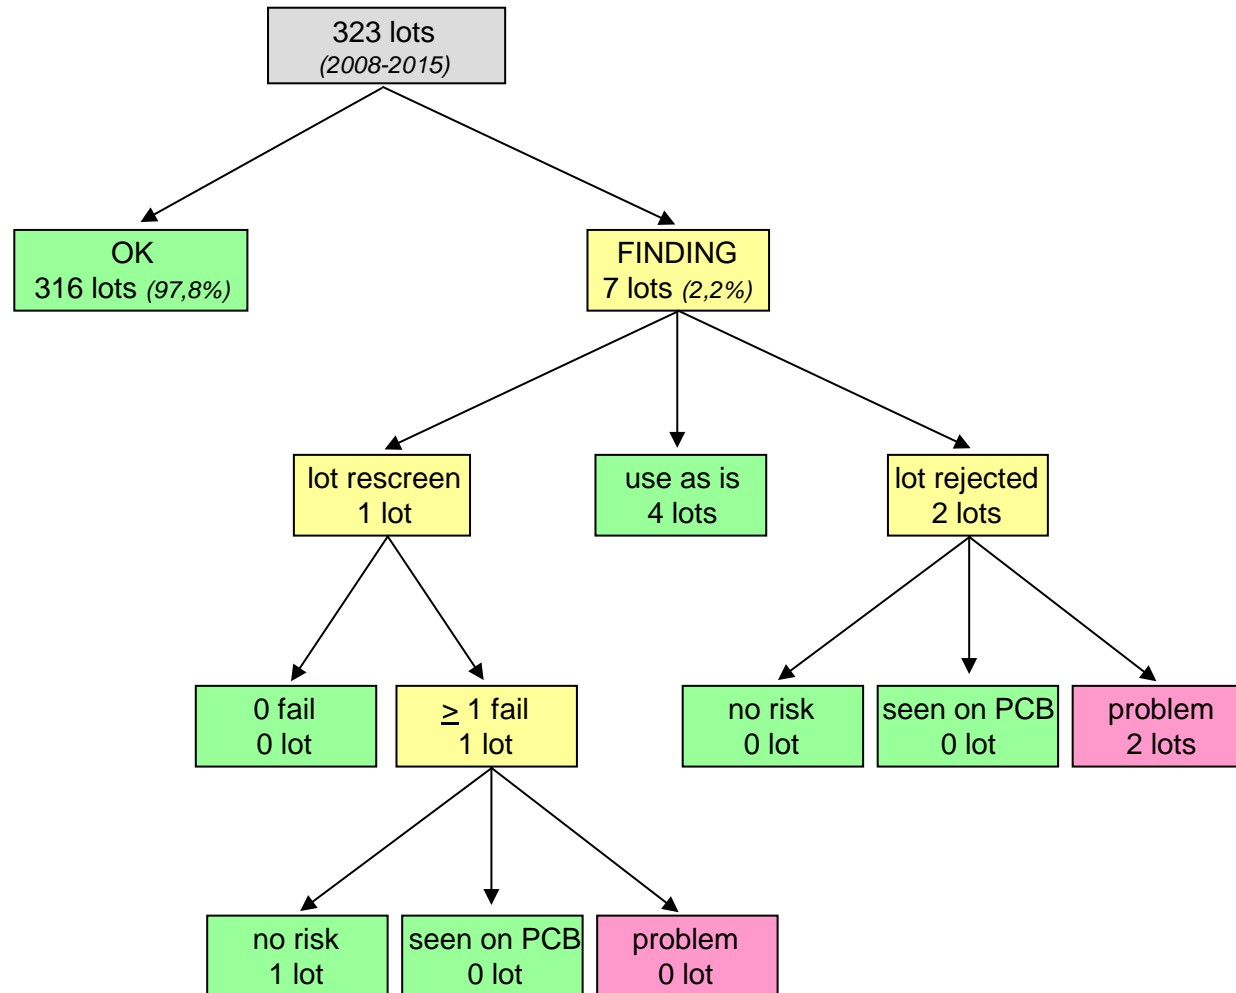 323 lots
(2008-2015)
OK
316 lots (97,8%)
FINDING
7 lots (2,2%)
lot rescreen
1 lot
use as is
4 lots
lot rejected
2 lots
0 fail
0 lot
≥ 1 fail
1 lot
no risk
0 lot
seen on PCB
0 lot
problem
2 lots
no risk
1 lot
seen on PCB
0 lot
problem
0 lot